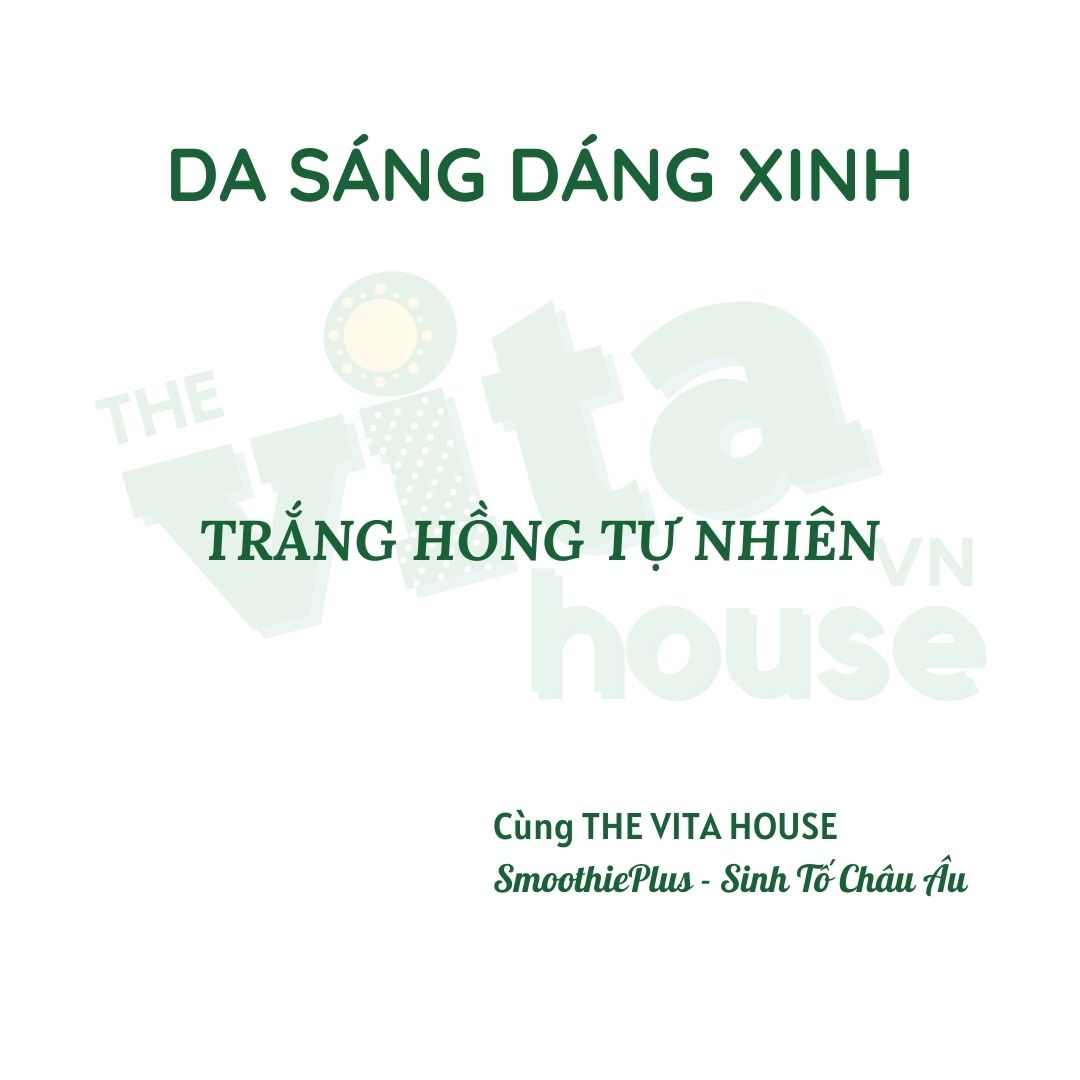 DA SÁNG DÁNG XINH
THE
vita
TRẮNG HỒNG TỰ NHIÊN
VN
house
Cùng THE VITA HOUSE
SmoothiePlus - Sinh Tố Châu Âu